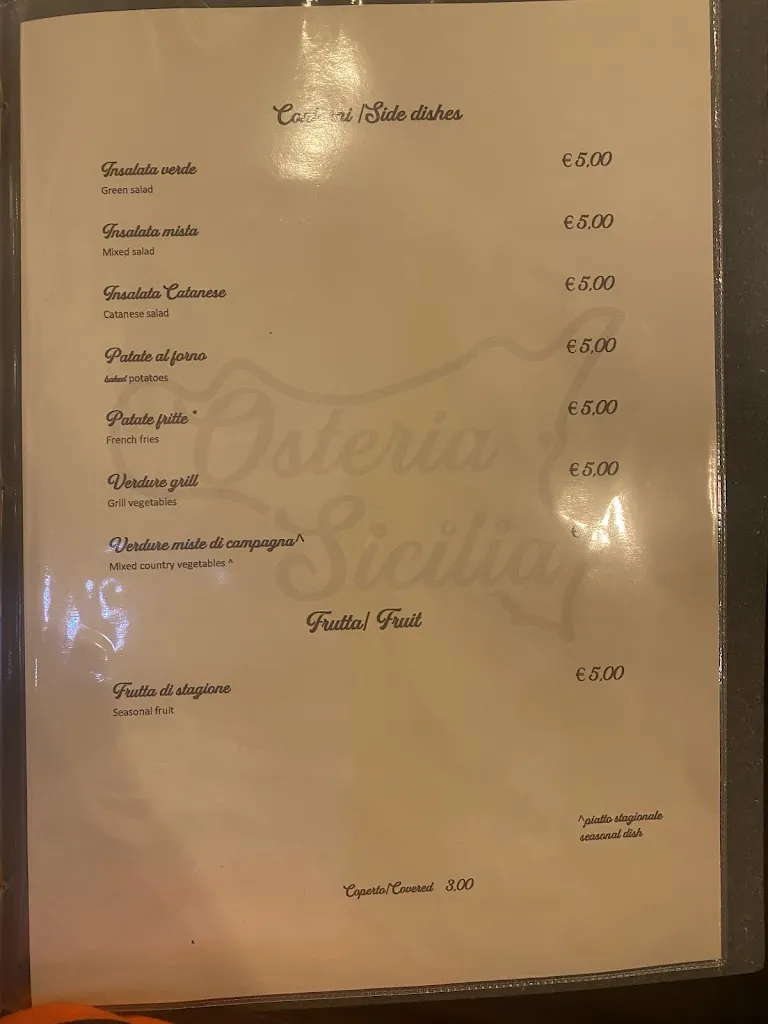 /Side dishes
Insalata verde € 5,00
Green salad
Insalata mista € 5,00
Mixed salad
Insalata Catanese € 5,00
Catanese salad
Patate al forno € 5,00
baked potatoes
Patate fritte * € 5,00
French fries
Verdure grill € 5,00
Grill vegetables
Verdure miste di campagna^ €
Mixed country vegetables ^
Osteria
Sicilia
Frutta/ Fruit
Frutta di stagione € 5,00
Seasonal fruit
^piatto stagionale
seasonal dish
Coperto/Covered 3,00